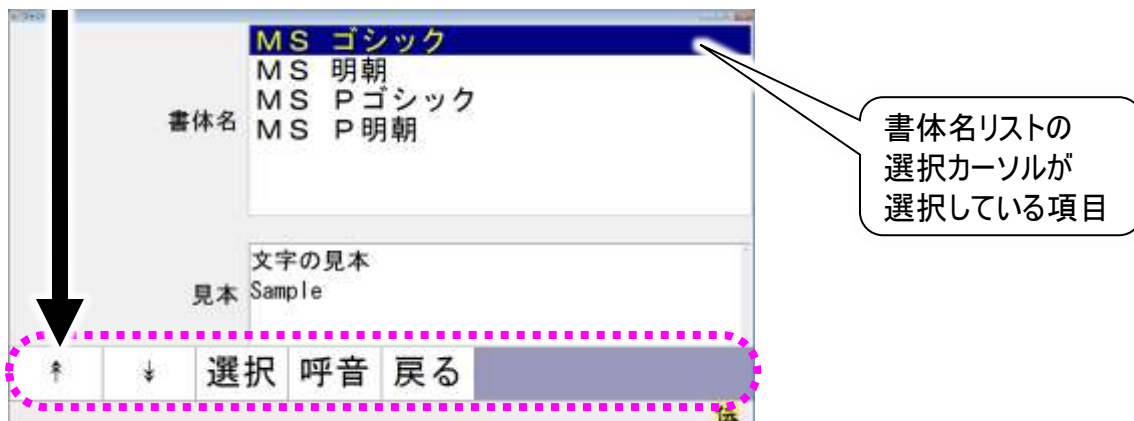 ＭＳ ゴシック
ＭＳ 明朝
ＭＳ Ｐゴシック
ＭＳ Ｐ明朝
書体名
書体名リストの
選択カーソルが
選択している項目
文字の見本
Sample
見本
↟ ↡ 選択 呼音 戻る